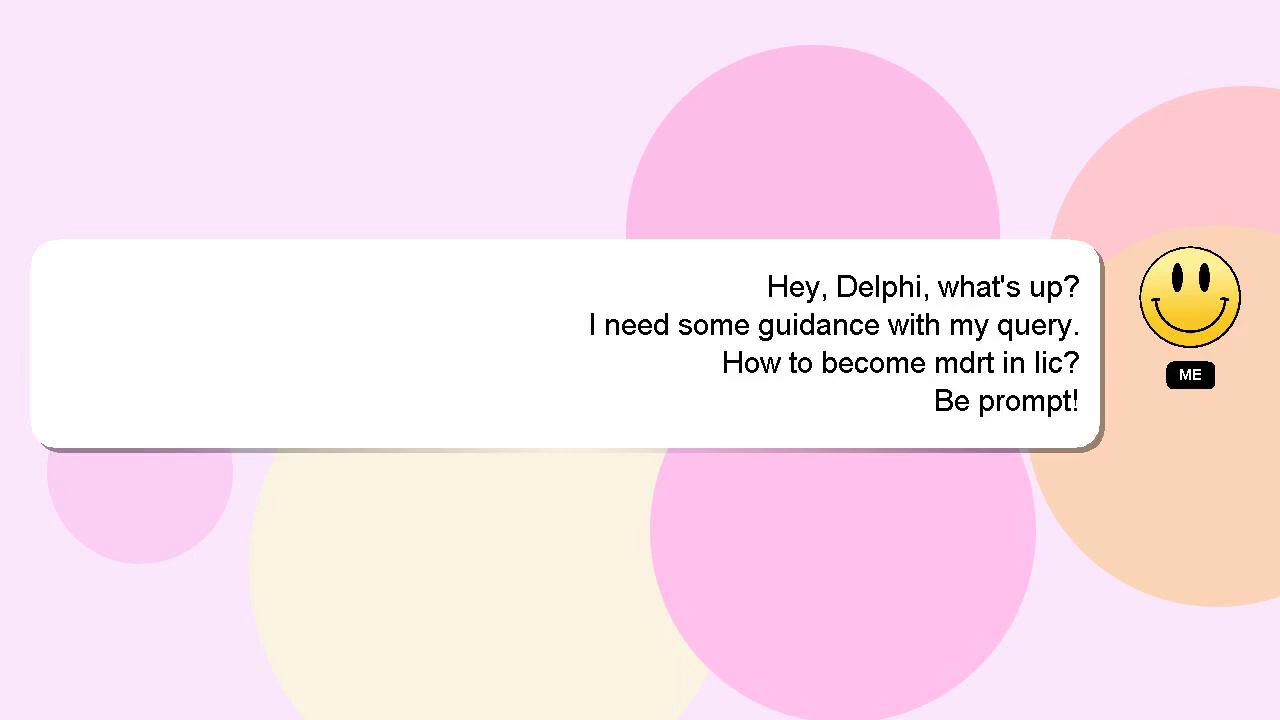 Hey, Delphi, what's up?
I need some guidance with my query.
How to become mdrt in lic?
Be prompt!
ME